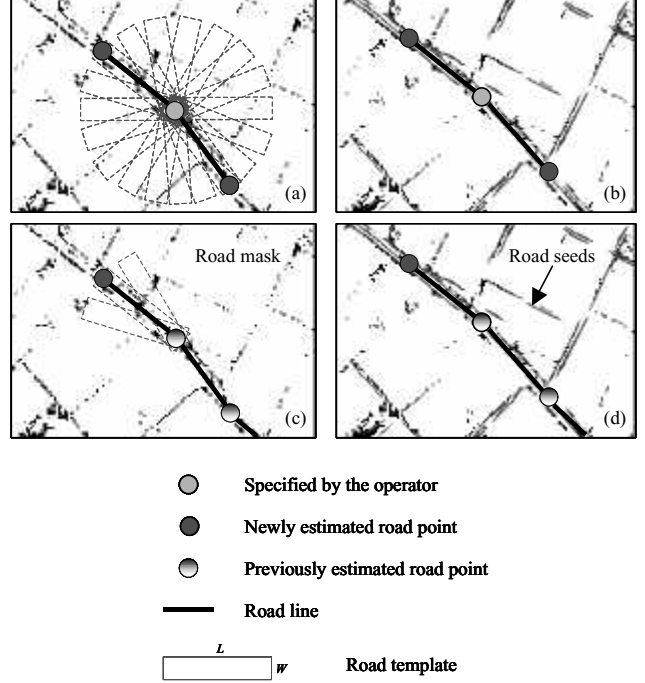 (a)
(b)
Road mask
Road seeds
(c)
(d)
Specified by the operator
Newly estimated road point
Previously estimated road point
Road line
L
W
Road template